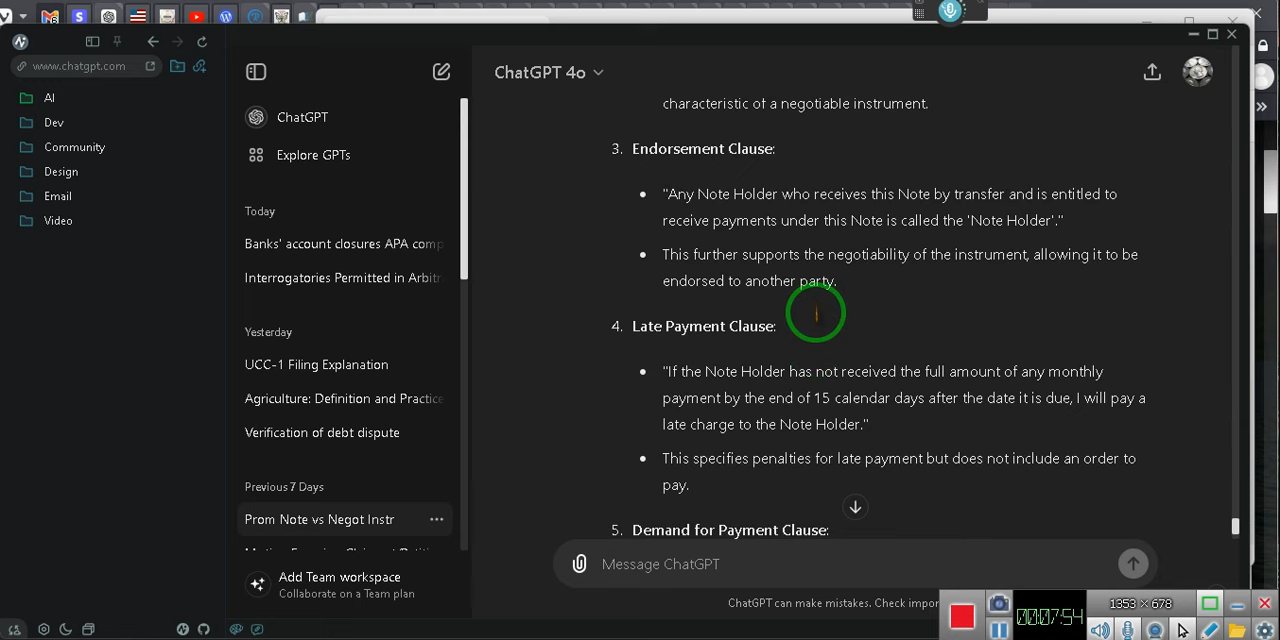 www.chatgpt.com
AI
Dev
Community
Design
Email
Video
ChatGPT
Explore GPTs
Today
Banks' account closures APA comp
Interrogatories Permitted in Arbitr
Yesterday
UCC-1 Filing Explanation
Agriculture: Definition and Practice
Verification of debt dispute
Previous 7 Days
Prom Note vs Negot Instr
Add Team workspace
Collaborate on a Team plan
ChatGPT 4o
characteristic of a negotiable instrument.
3. Endorsement Clause:
"Any Note Holder who receives this Note by transfer and is entitled to
receive payments under this Note is called the 'Note Holder'."
This further supports the negotiability of the instrument, allowing it to be
endorsed to another party.
4. Late Payment Clause:
"If the Note Holder has not received the full amount of any monthly
payment by the end of 15 calendar days after the date it is due, I will pay a
late charge to the Note Holder."
This specifies penalties for late payment but does not include an order to
pay.
5. Demand for Payment Clause:
Message ChatGPT
ChatGPT can make mistakes. Check impor
00:07:54
1353 × 678